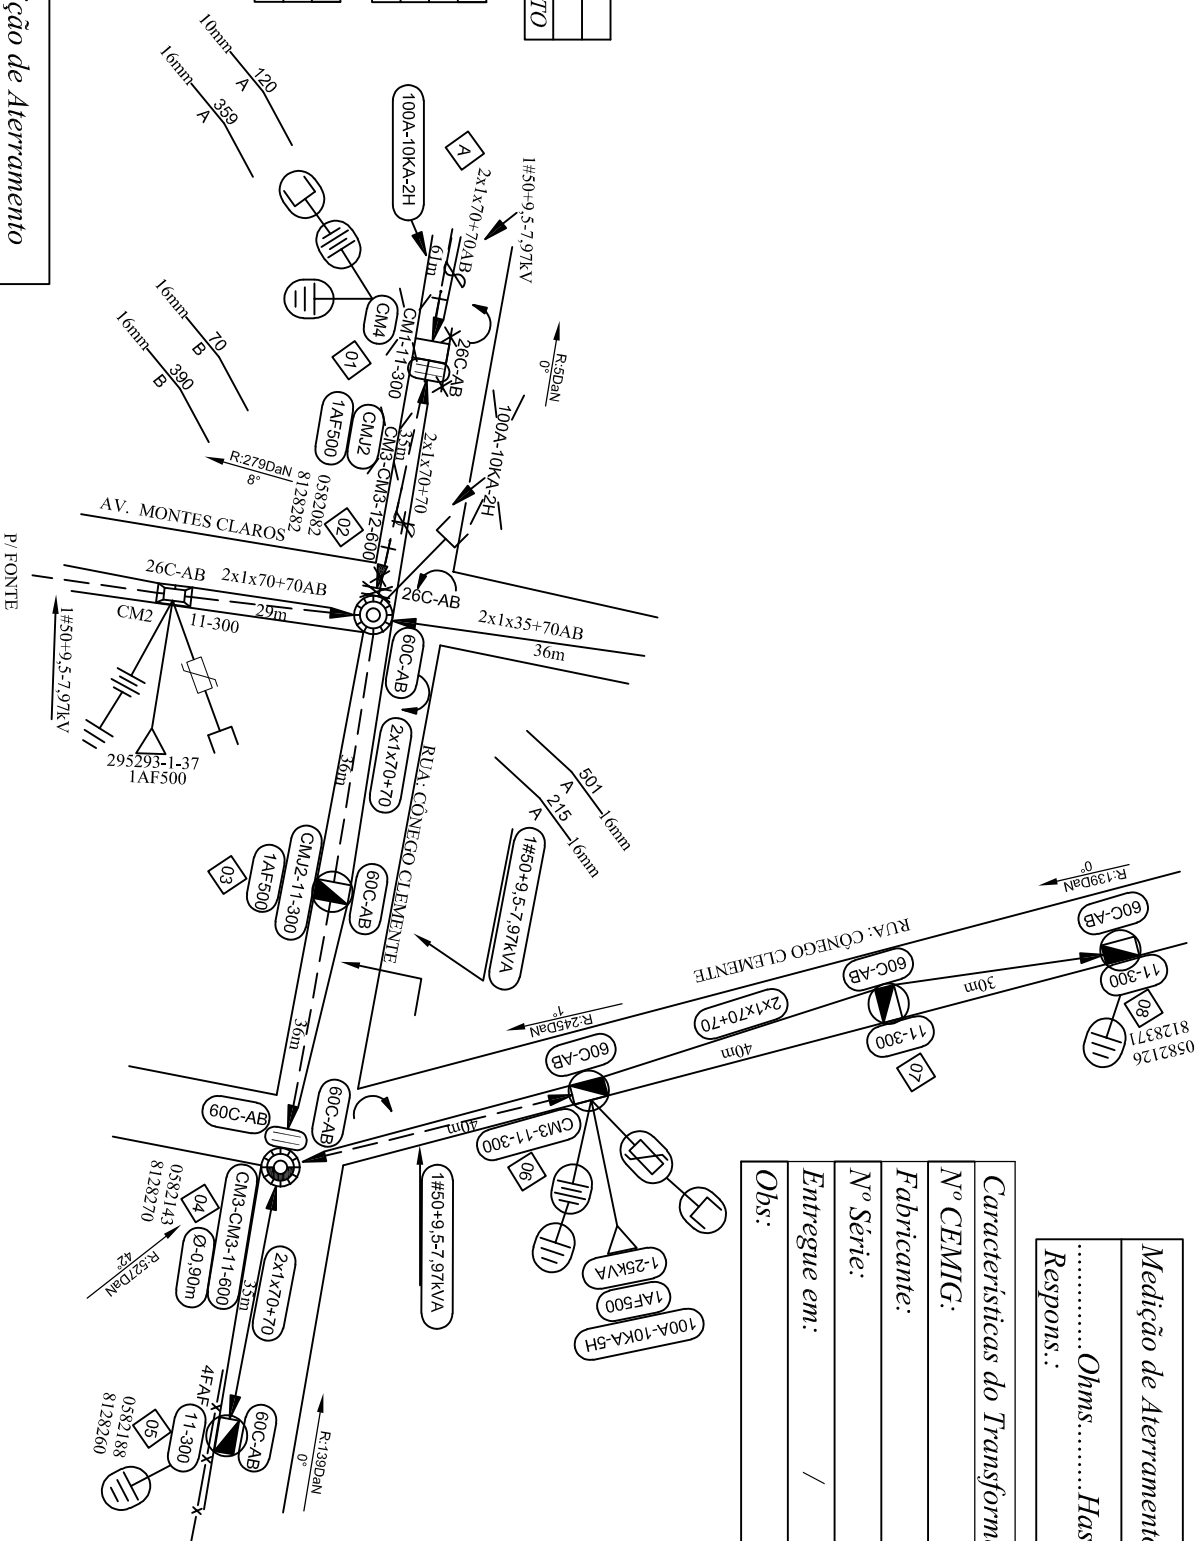 ção de Aterramento
TO
10mm
120
A
16mm
359
A
100A-10KA-2H
A
2x1x70+70AB
1#50+9,5-7,97kV
61m
R:5DaN
0°
CM4
CM1-11-300
26C-AB
01
16mm
70
B
16mm
390
B
1AF500
CMJ2
CM3-CM3-12-600
35m
2x1x70+70
100A-10KA-2H
R:279DaN
8°
0582082
8128282
02
AV. MONTES CLAROS
P/ FONTE
26C-AB
2x1x70+70AB
CM2
11-300
29m
1#50+9,5-7,97kV
295293-1-37
1AF500
26C-AB
2x1x35+70AB
36m
60C-AB
2x1x70+70
RUA: CÔNEGO CLEMENTE
36m
501
A
16mm
215
A
16mm
1#50+9,5-7,97kVA
03
1AF500
CMJ2-11-300
60C-AB
36m
60C-AB
60C-AB
0582143
8128270
04
R:527DaN
42°
Ø-0,90m
CM3-CM3-11-600
35m
2x1x70+70
4FAF
0582188
8128260
05
11-300
60C-AB
R:139DaN
0°
1#50+9,5-7,97kVA
40m
60C-AB
CM3-11-300
06
R:245DaN
1°
1-25kVA
1AF500
100A-10KA-5H
2x1x70+70
40m
RUA: CÔNEGO CLEMENTE
60C-AB
11-300
07
30m
R:139DaN
0°
60C-AB
11-300
08
0582126
8128371
Medição de Aterramento
............Ohms.........Has
Respons.:
Características do Transform
Nº CEMIG:
Fabricante:
Nº Série:
Entregue em: /
Obs: